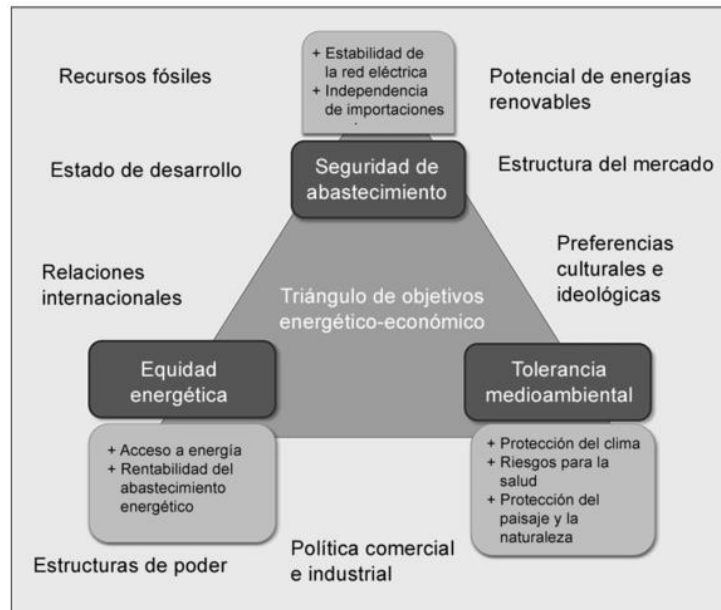 Recursos fósiles
+ Estabilidad de
la red eléctrica
+ Independencia
de importaciones
Potencial de energías
renovables
Estado de desarrollo
Seguridad de
abastecimiento
Estructura del mercado
Relaciones
internacionales
Preferencias
culturales e
ideológicas
Triángulo de objetivos
energético-económico
Equidad
energética
Tolerancia
medioambiental
+ Acceso a energía
+ Rentabilidad del
abastecimiento
energético
+ Protección del clima
+ Riesgos para la
salud
+ Protección del
paisaje y la
naturaleza
Estructuras de poder
Política comercial
e industrial